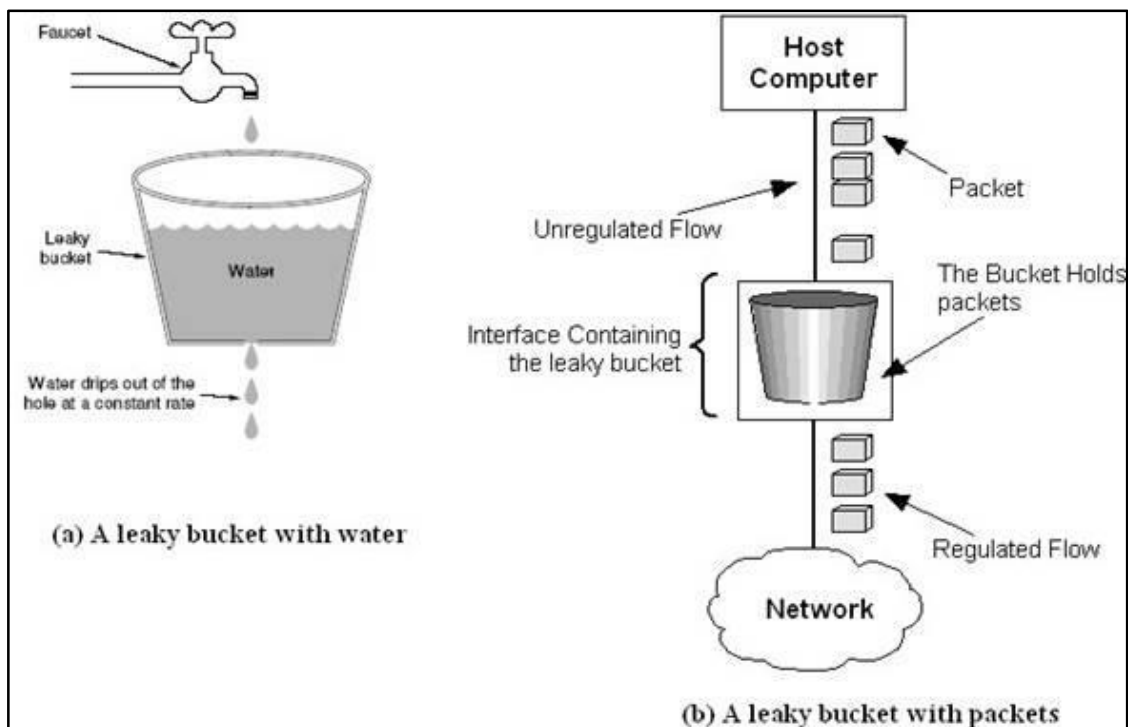 Faucet
Leaky
bucket
Water
Water drips out of the
hole at a constant rate
(a) A leaky bucket with water
Host
Computer
Packet
Unregulated Flow
The Bucket Holds
packets
Interface Containing
the leaky bucket
Regulated Flow
Network
(b) A leaky bucket with packets